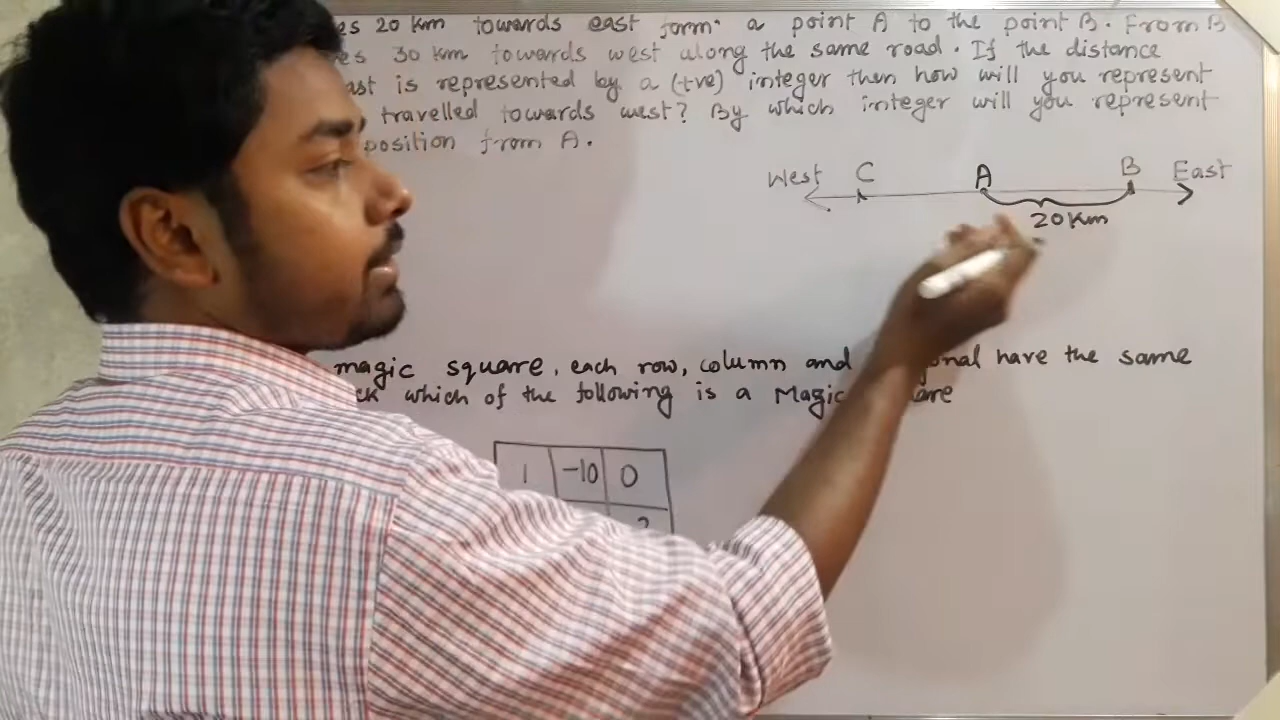 es 20 Km towards east form a point A to the point B. From B
es 30 Km towards west along the same road. If the distance
ast is represented by a (+ve) integer then how will you represent
travelled towards west? By which integer will you represent
position from A.
West C A B East
20 Km
magic square, each row, column and onal have the same
ck which of the following is a Magic are
1 -10 0